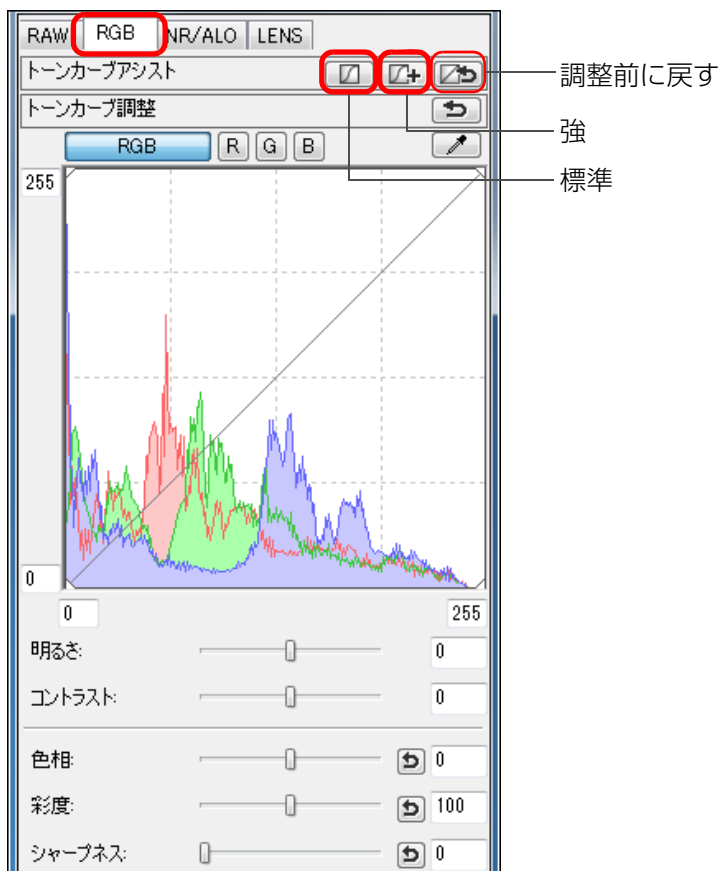 RAW RGB NR/ALO LENS
トーンカーブアシスト
調整前に戻す
トーンカーブ調整
強
RGB R G B
標準
255
0
0 255
明るさ: 0
コントラスト: 0
色相: 0
彩度: 100
シャープネス: 0